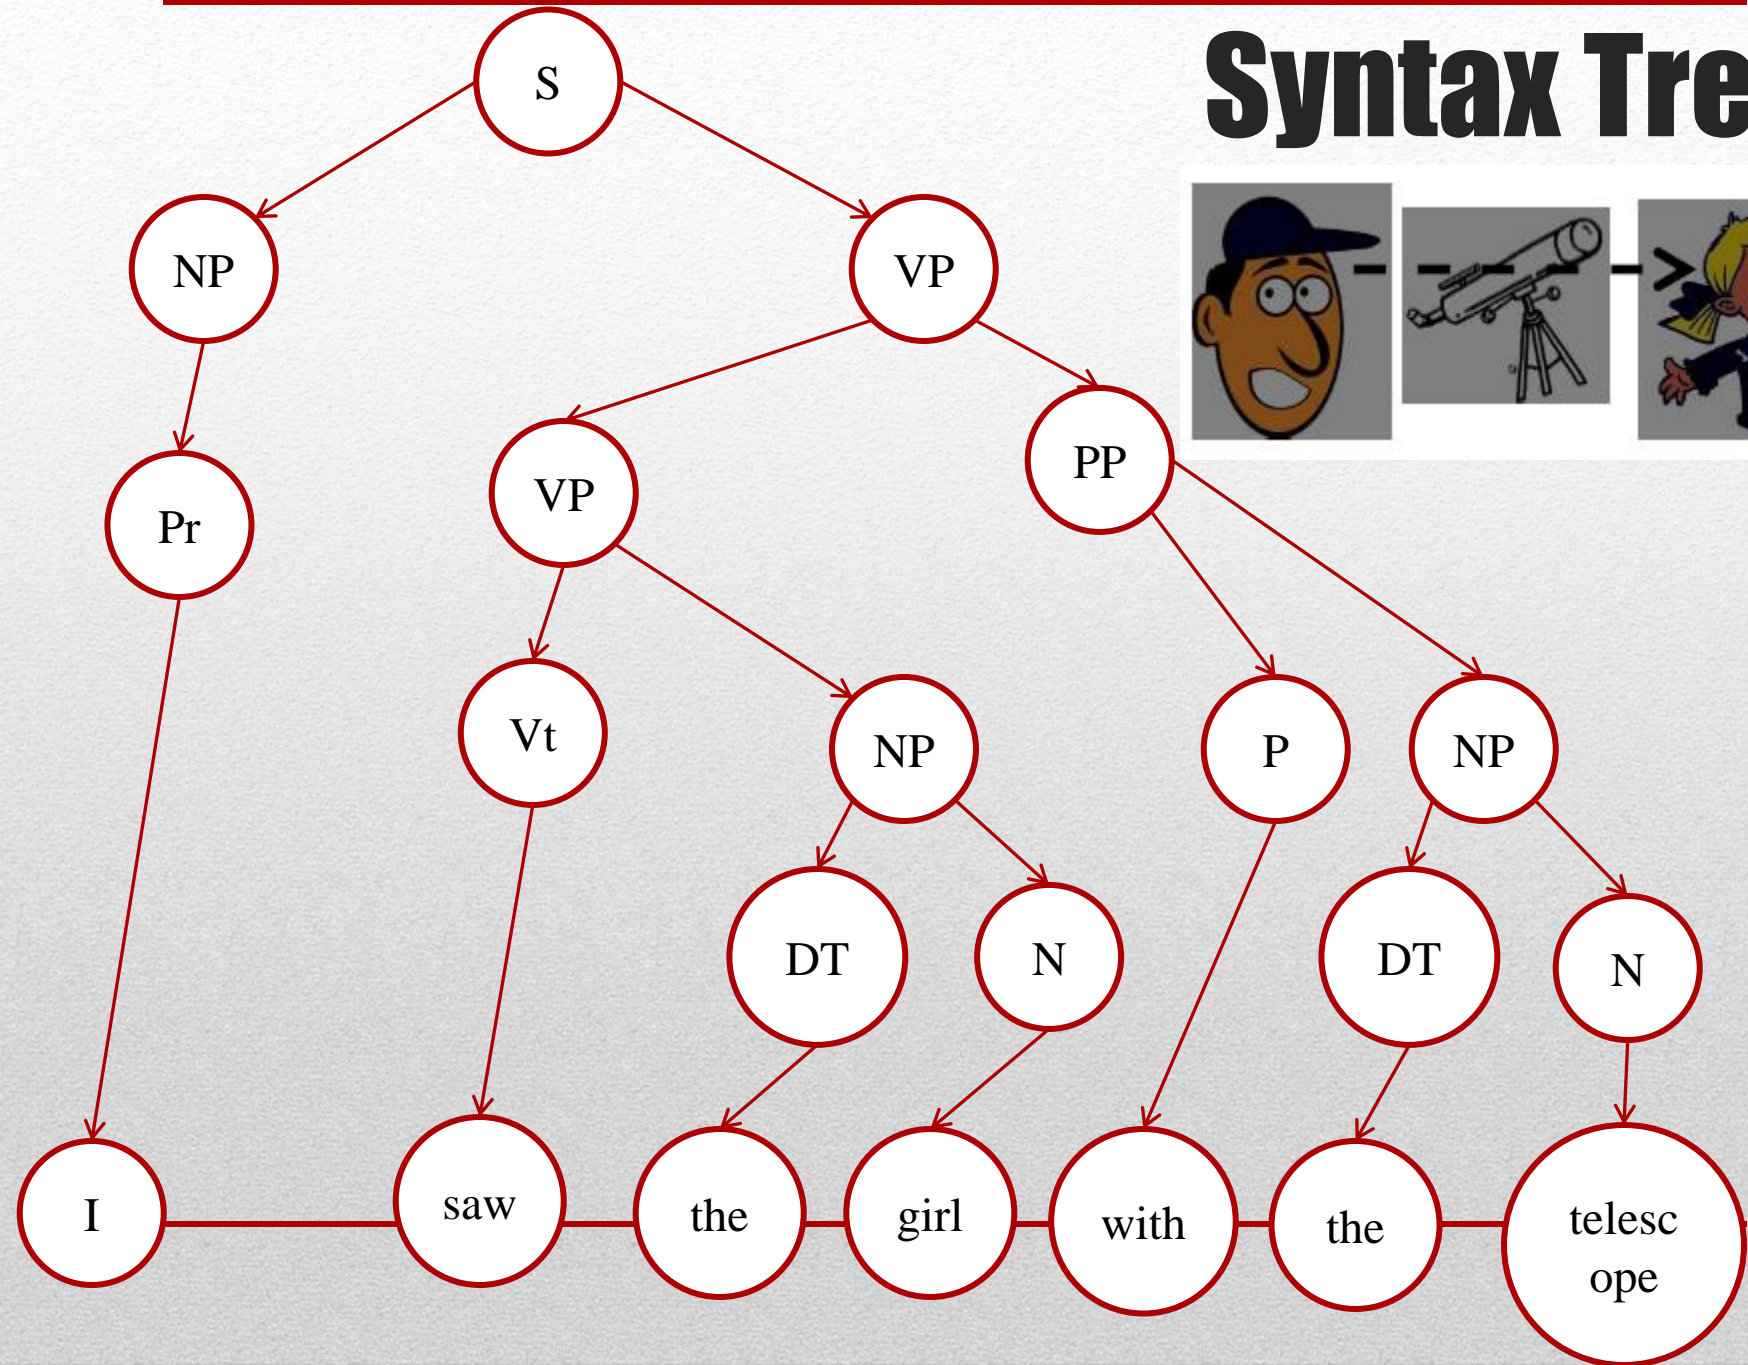 Syntax Tre
S
NP
VP
PP
VP
Pr
Vt
NP
P
NP
DT
N
DT
N
I
saw
the
girl
with
the
telesc
ope